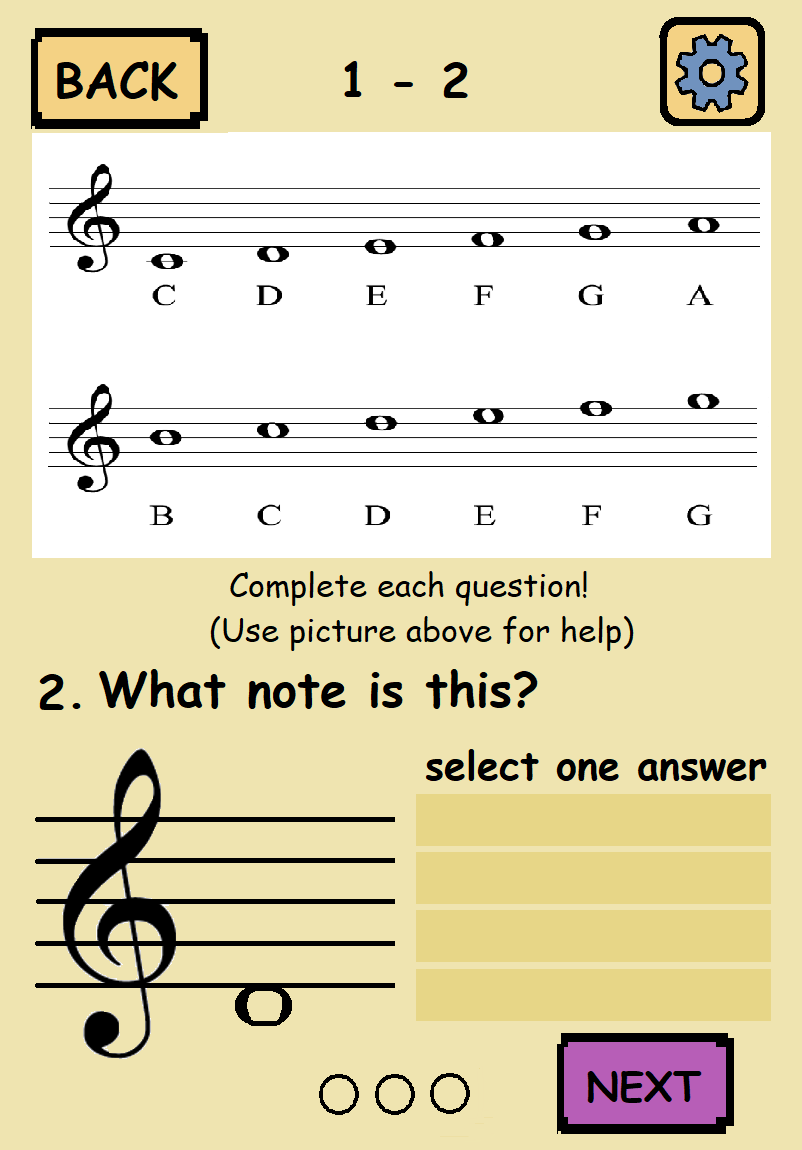 BACK
1 - 2
C D E F G A
B C D E F G
Complete each question!
(Use picture above for help)
2. What note is this?
select one answer
NEXT